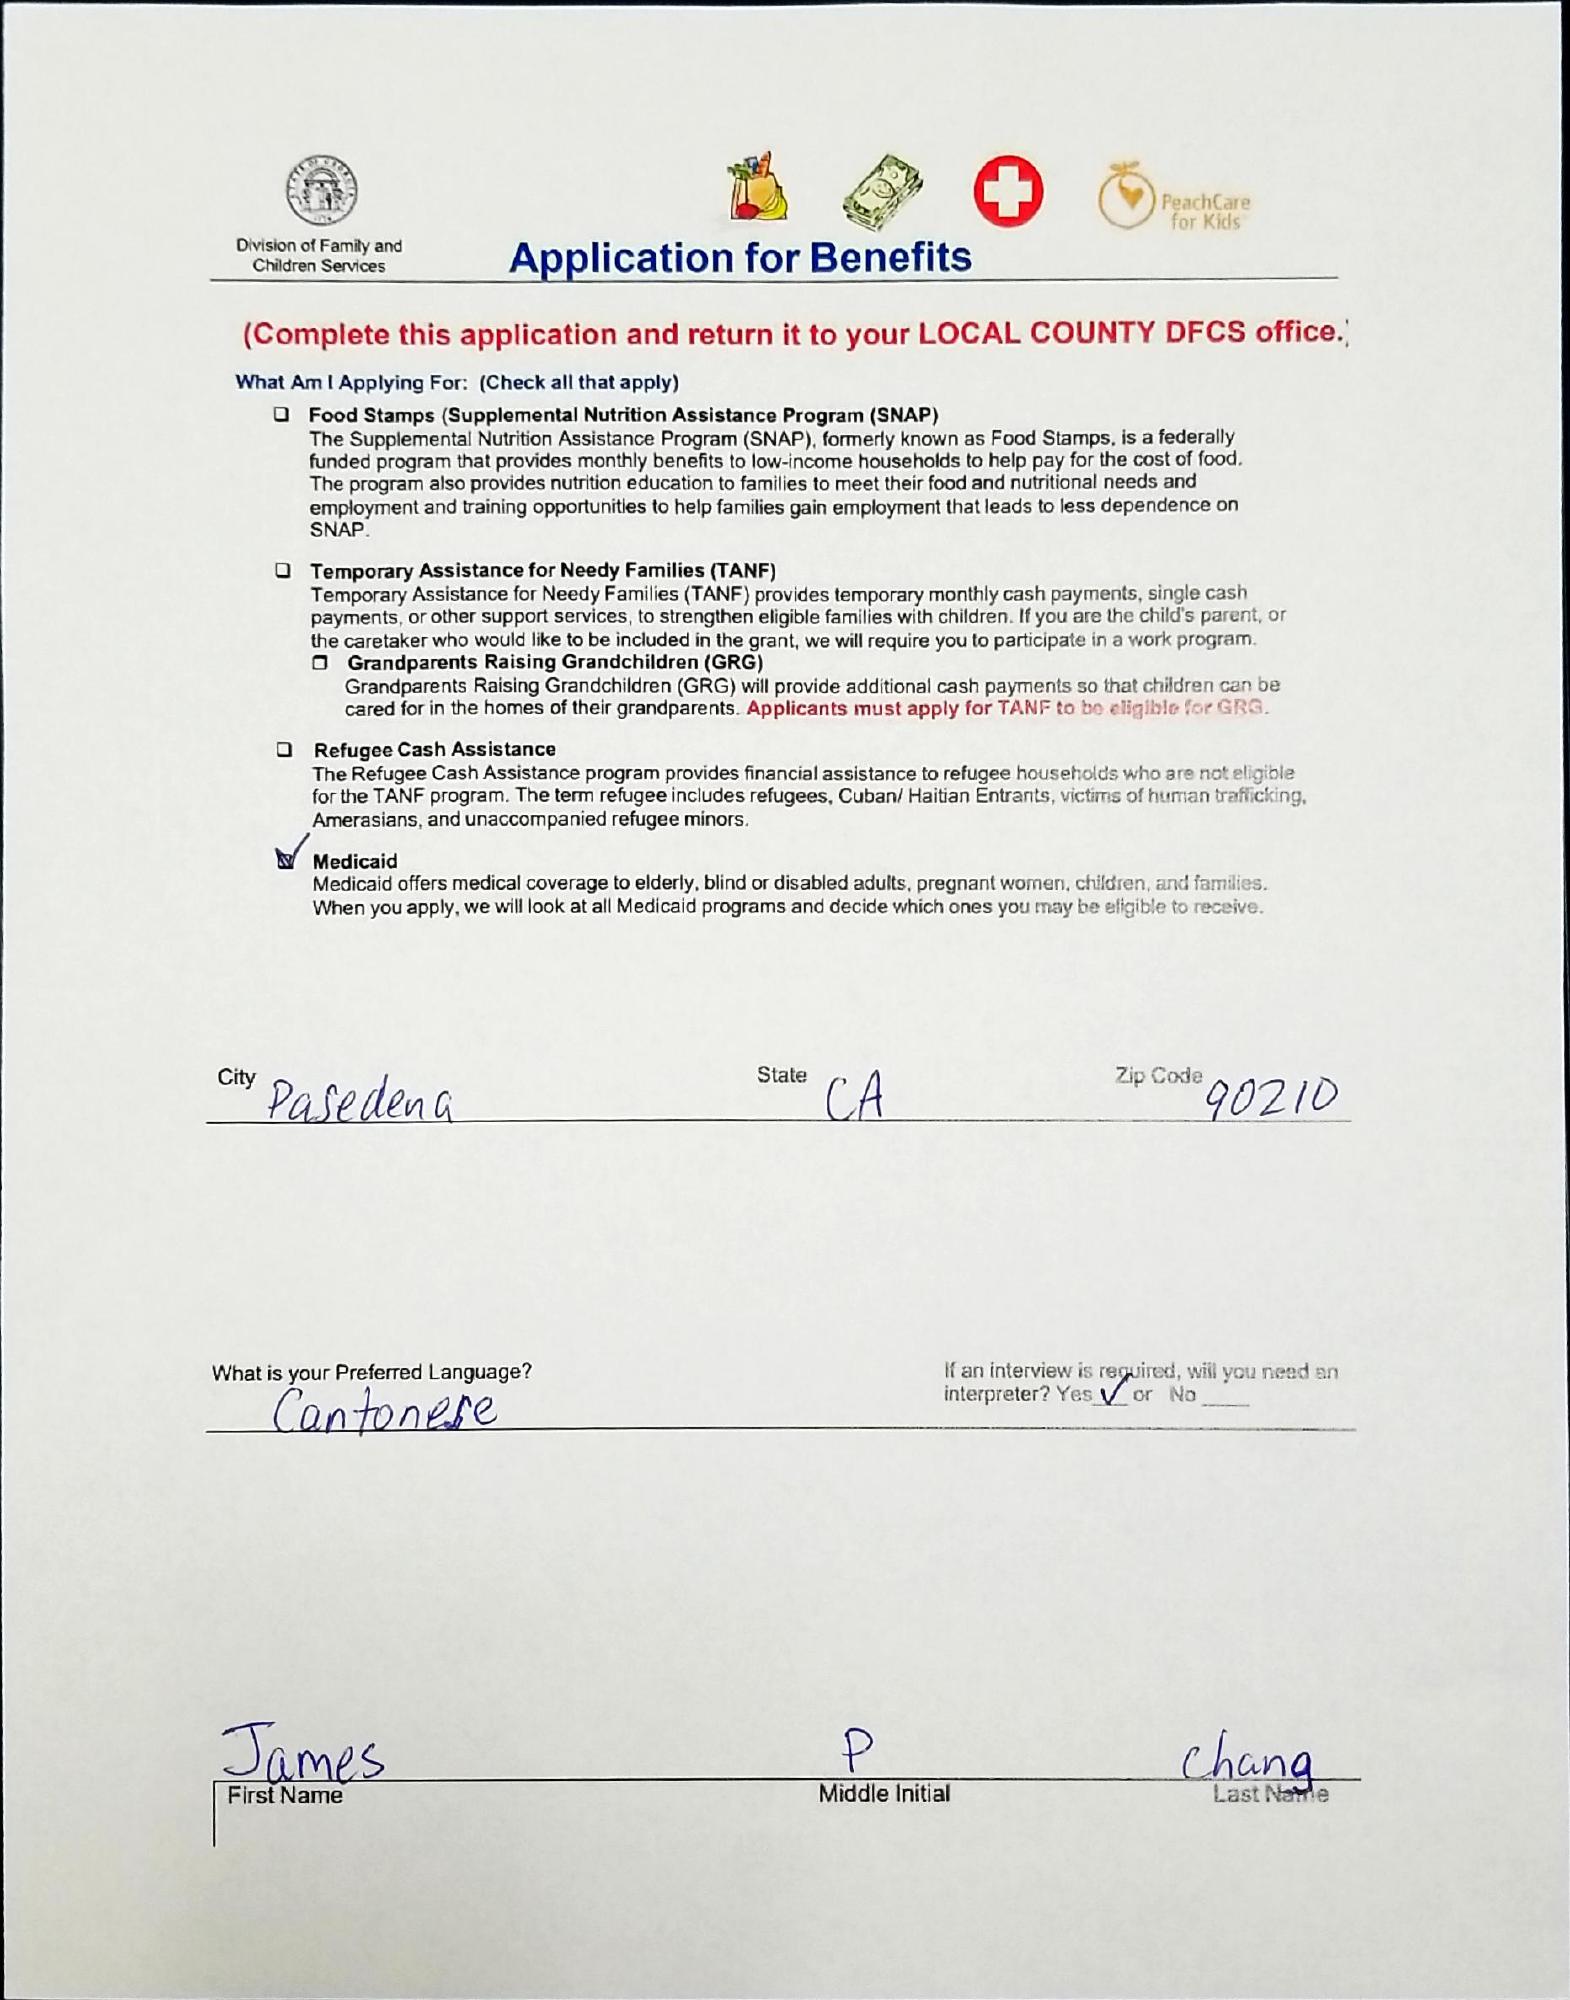 STATE OF GEORGIA
1776
PeachCare
for Kids
Division of Family and
Children Services
Application for Benefits
(Complete this application and return it to your LOCAL COUNTY DFCS office.)
What Am I Applying For: (Check all that apply)
❑ Food Stamps (Supplemental Nutrition Assistance Program (SNAP)
The Supplemental Nutrition Assistance Program (SNAP), formerly known as Food Stamps, is a federally
funded program that provides monthly benefits to low-income households to help pay for the cost of food.
The program also provides nutrition education to families to meet their food and nutritional needs and
employment and training opportunities to help families gain employment that leads to less dependence on
SNAP.
❑ Temporary Assistance for Needy Families (TANF)
Temporary Assistance for Needy Families (TANF) provides temporary monthly cash payments, single cash
payments, or other support services, to strengthen eligible families with children. If you are the child's parent, or
the caretaker who would like to be included in the grant, we will require you to participate in a work program.
❑ Grandparents Raising Grandchildren (GRG)
Grandparents Raising Grandchildren (GRG) will provide additional cash payments so that children can be
cared for in the homes of their grandparents. Applicants must apply for TANF to be eligible for GRG.
❑ Refugee Cash Assistance
The Refugee Cash Assistance program provides financial assistance to refugee households who are not eligible
for the TANF program. The term refugee includes refugees, Cuban/ Haitian Entrants, victims of human trafficking,
Amerasians, and unaccompanied refugee minors.
☑ Medicaid
Medicaid offers medical coverage to elderly, blind or disabled adults, pregnant women, children, and families.
When you apply, we will look at all Medicaid programs and decide which ones you may be eligible to receive.
City Pasedena State CA Zip Code 90210
What is your Preferred Language?
Cantonese
If an interview is required, will you need an
interpreter? Yes ✓ or No ____
James P Chang
First Name Middle Initial Last Name